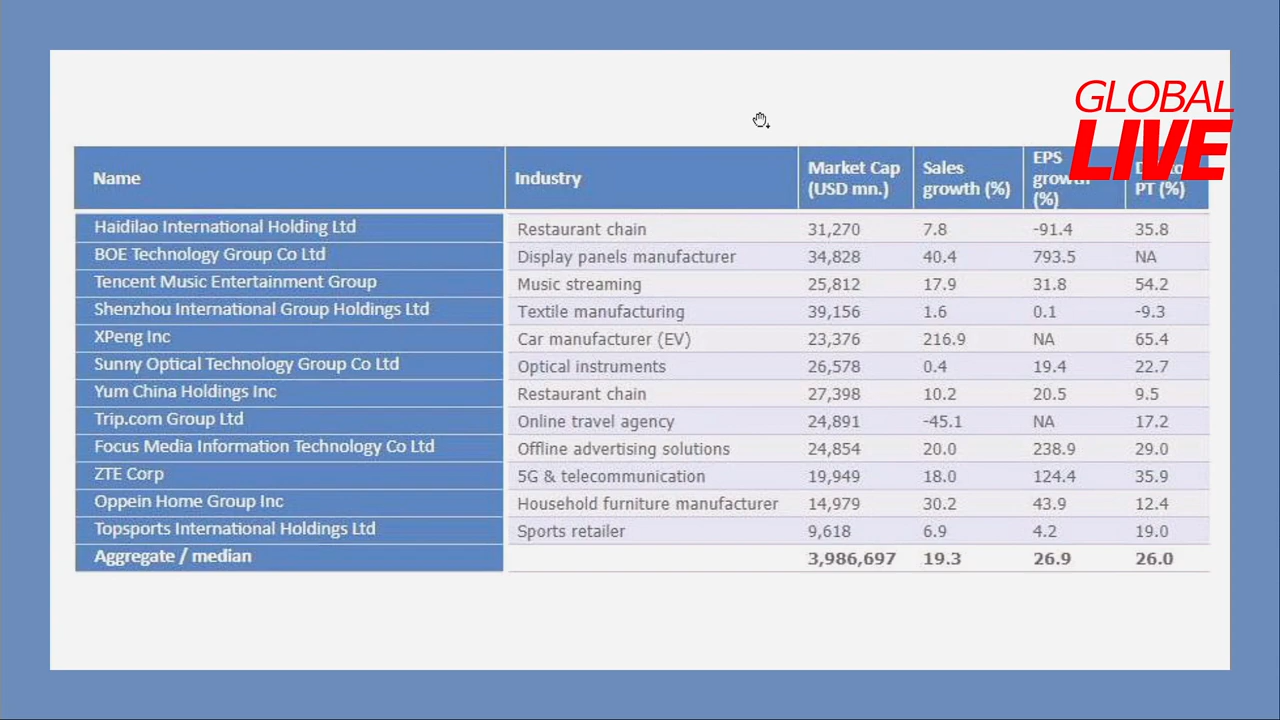 GLOBAL
LIVE
Name Industry Market Cap (USD mn.) Sales growth (%) EPS growth (%) PT (%)
Haidilao International Holding Ltd Restaurant chain 31,270 7.8 -91.4 35.8
BOE Technology Group Co Ltd Display panels manufacturer 34,828 40.4 793.5 NA
Tencent Music Entertainment Group Music streaming 25,812 17.9 31.8 54.2
Shenzhou International Group Holdings Ltd Textile manufacturing 39,156 1.6 0.1 -9.3
XPeng Inc Car manufacturer (EV) 23,376 216.9 NA 65.4
Sunny Optical Technology Group Co Ltd Optical instruments 26,578 0.4 19.4 22.7
Yum China Holdings Inc Restaurant chain 27,398 10.2 20.5 9.5
Trip.com Group Ltd Online travel agency 24,891 -45.1 NA 17.2
Focus Media Information Technology Co Ltd Offline advertising solutions 24,854 20.0 238.9 29.0
ZTE Corp 5G & telecommunication 19,949 18.0 124.4 35.9
Oppein Home Group Inc Household furniture manufacturer 14,979 30.2 43.9 12.4
Topsports International Holdings Ltd Sports retailer 9,618 6.9 4.2 19.0
Aggregate / median 3,986,697 19.3 26.9 26.0